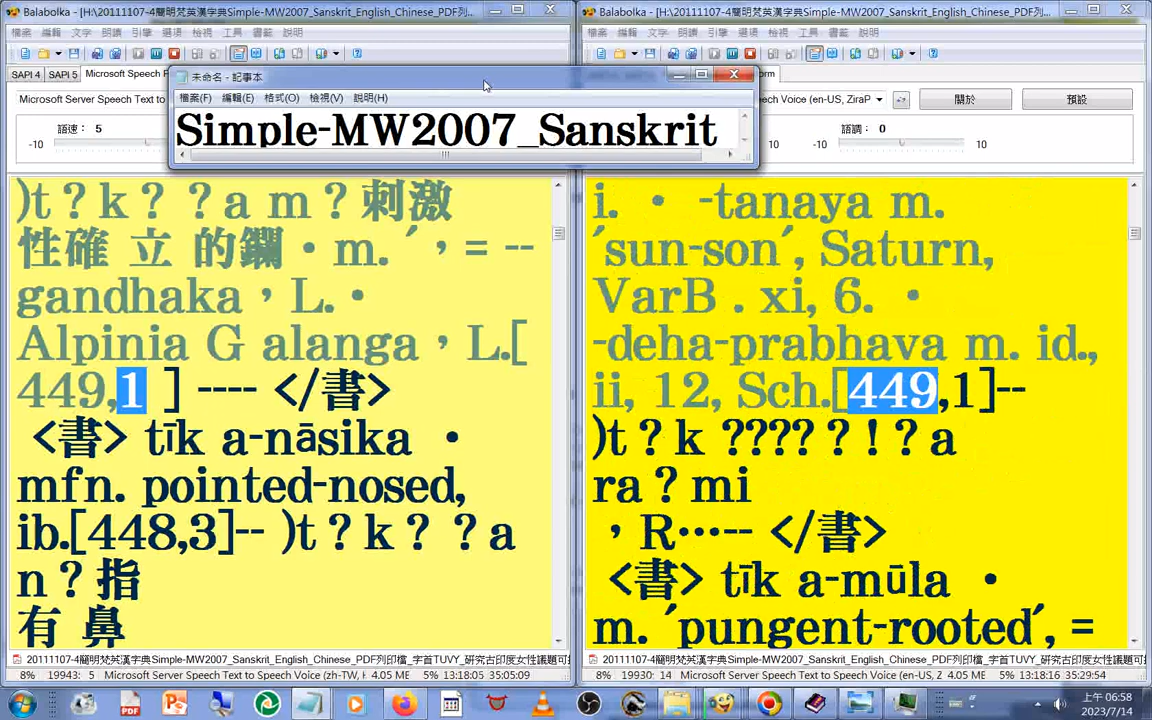 Balabolka - [H:\20111107-4簡明梵英漢字典Simple-MW2007_Sanskrit_English_Chinese_PDF列...
檔案 編輯 文字 朗讀 引擎 選項 檢視 工具 書籤 說明
SAPI 4 SAPI 5 Microsoft Speech P
Microsoft Server Speech Text to
語速： 5
-10
)t？k？？a m？刺激
性確 立 的鑭•m. ′，= --
gandhaka，L.•
Alpinia G alanga，L.[
449,1 ] ---- </書>
<書> tīk a-nāsika •
mfn. pointed-nosed,
ib.[448,3]-- )t？k？？a
n？指
有 鼻
20111107-4簡明梵英漢字典Simple-MW2007_Sanskrit_English_Chinese_PDF列印檔_字首TUVY_研究古印度女性議題可
8% 19943: 5 Microsoft Server Speech Text to Speech Voice (zh-TW, H 4.05 ME 5% 13:18:05 35:05:09
未命名 - 記事本
檔案(F) 編輯(E) 格式(O) 檢視(V) 說明(H)
Simple-MW2007_Sanskrit
Balabolka - [H:\20111107-4簡明梵英漢字典Simple-MW2007_Sanskrit_English_Chinese_PDF列印...
檔案 編輯 文字 朗讀 引擎 選項 檢視 工具 書籤 說明
orm
ech Voice (en-US, ZiraP 關於 預設
語調： 0
-10 10 -10 10
i. • -tanaya m.
′sun-son′, Saturn,
VarB . xi, 6. •
-deha-prabhava m. id.,
ii, 12, Sch.[449,1]--
)t？k ????？!？a
ra？mi
，R…-- </書>
<書> tīk a-mūla •
m. ′pungent-rooted′, =
20111107-4簡明梵英漢字典Simple-MW2007_Sanskrit_English_Chinese_PDF列印檔_字首TUVY_研究古印度女性議題可
8% 19930: 14 Microsoft Server Speech Text to Speech Voice (en-US, Z 4.05 ME 5% 13:18:16 35:29:54
上午 06:58
2023/7/14